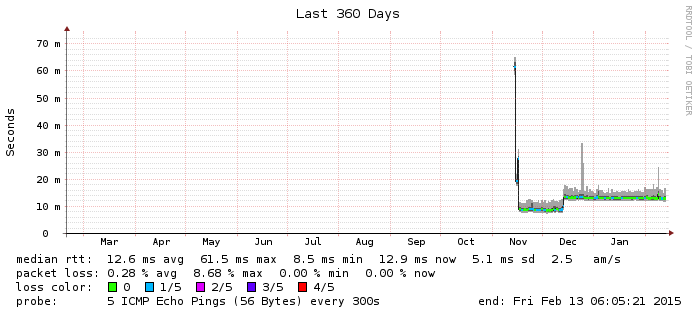 Last 360 Days
RRDTOOL / TOBI OETIKER
Seconds
70 m
60 m
50 m
40 m
30 m
20 m
10 m
0
Mar Apr May Jun Jul Aug Sep Oct Nov Dec Jan
median rtt: 12.6 ms avg 61.5 ms max 8.5 ms min 12.9 ms now 5.1 ms sd 2.5 am/s
packet loss: 0.28 % avg 8.68 % max 0.00 % min 0.00 % now
loss color: 0 1/5 2/5 3/5 4/5
probe: 5 ICMP Echo Pings (56 Bytes) every 300s end: Fri Feb 13 06:05:21 2015